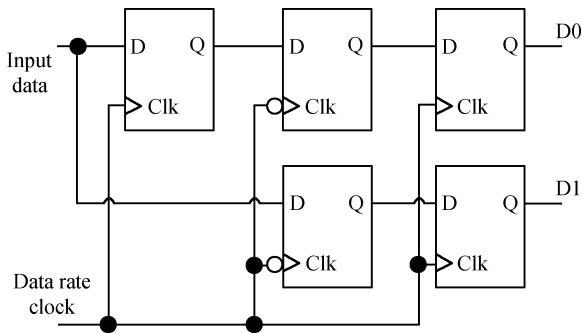 D Q D Q D Q D0
Input
data
Clk Clk Clk
D Q D Q D1
Clk Clk
Data rate
clock